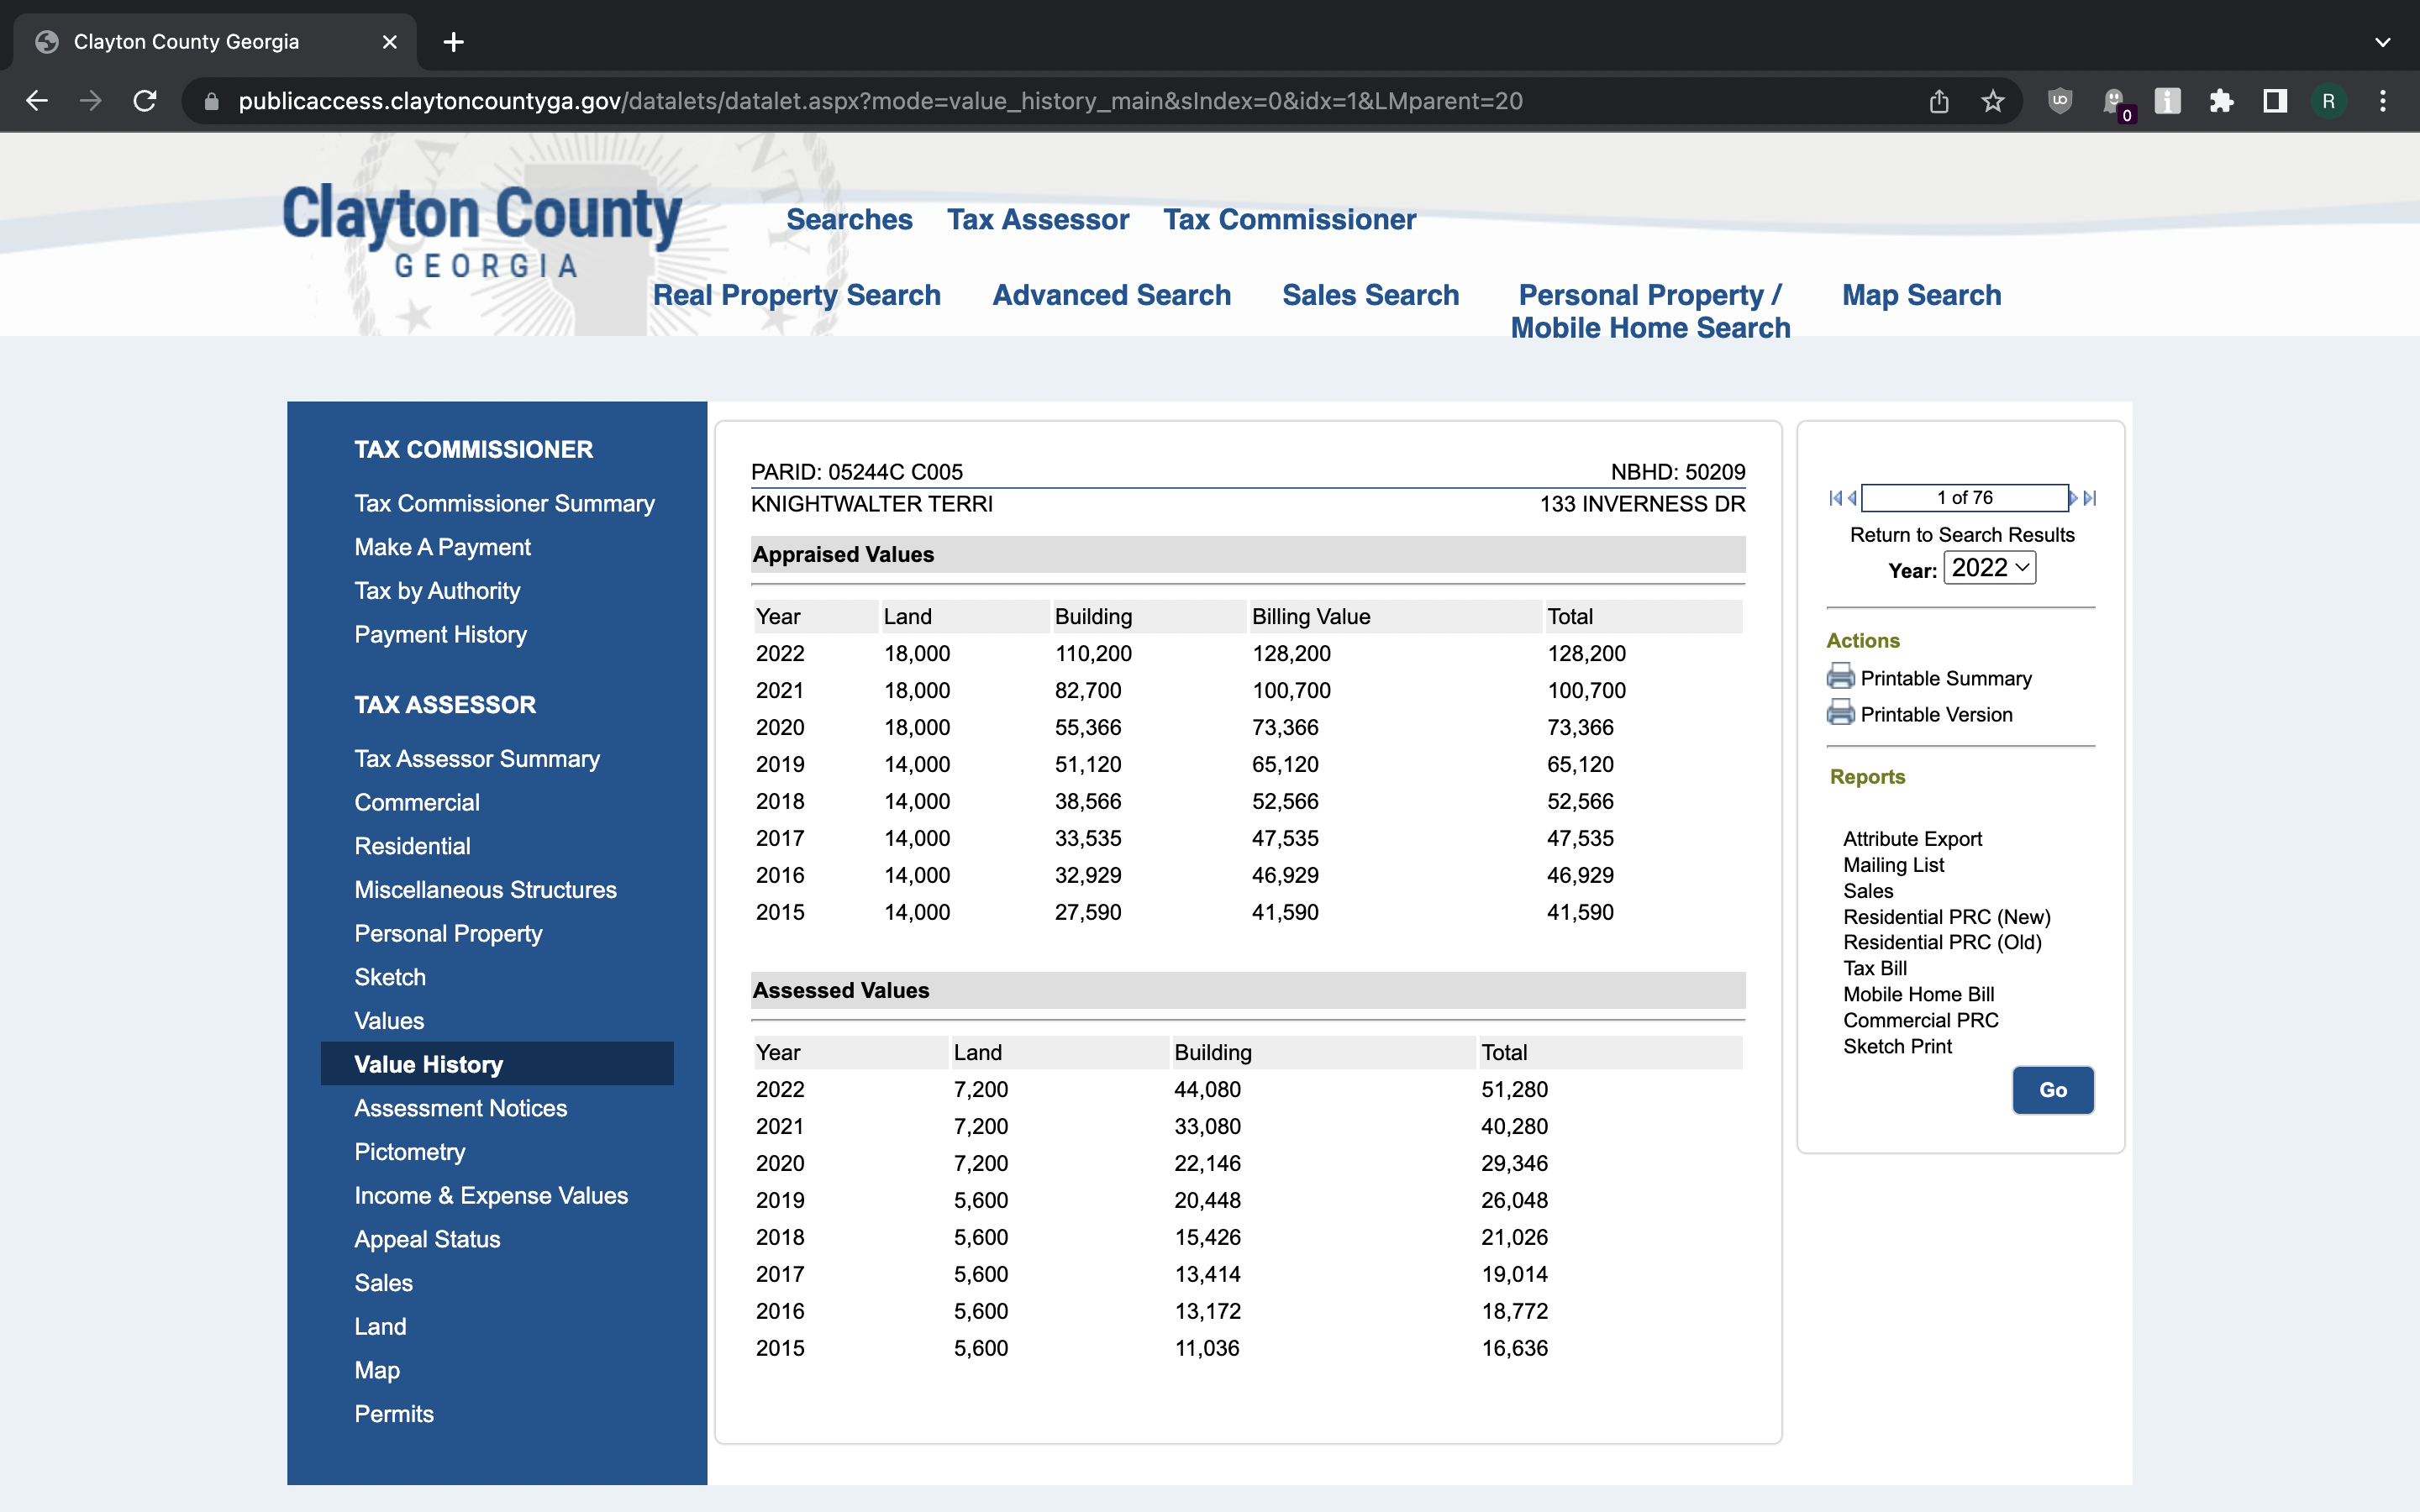 Clayton County Georgia
publicaccess.claytoncountyga.gov/datalets/datalet.aspx?mode=value_history_main&sIndex=0&idx=1&LMparent=20
0
R
Clayton County
GEORGIA
Searches Tax Assessor Tax Commissioner
Real Property Search Advanced Search Sales Search Personal Property / Map Search
Mobile Home Search
TAX COMMISSIONER
Tax Commissioner Summary
Make A Payment
Tax by Authority
Payment History
TAX ASSESSOR
Tax Assessor Summary
Commercial
Residential
Miscellaneous Structures
Personal Property
Sketch
Values
Value History
Assessment Notices
Pictometry
Income & Expense Values
Appeal Status
Sales
Land
Map
Permits
PARID: 05244C C005 NBHD: 50209
KNIGHTWALTER TERRI 133 INVERNESS DR
Appraised Values
Year Land Building Billing Value Total
2022 18,000 110,200 128,200 128,200
2021 18,000 82,700 100,700 100,700
2020 18,000 55,366 73,366 73,366
2019 14,000 51,120 65,120 65,120
2018 14,000 38,566 52,566 52,566
2017 14,000 33,535 47,535 47,535
2016 14,000 32,929 46,929 46,929
2015 14,000 27,590 41,590 41,590
Assessed Values
Year Land Building Total
2022 7,200 44,080 51,280
2021 7,200 33,080 40,280
2020 7,200 22,146 29,346
2019 5,600 20,448 26,048
2018 5,600 15,426 21,026
2017 5,600 13,414 19,014
2016 5,600 13,172 18,772
2015 5,600 11,036 16,636
1 of 76
Return to Search Results
Year: 2022
Actions
Printable Summary
Printable Version
Reports
Attribute Export
Mailing List
Sales
Residential PRC (New)
Residential PRC (Old)
Tax Bill
Mobile Home Bill
Commercial PRC
Sketch Print
Go